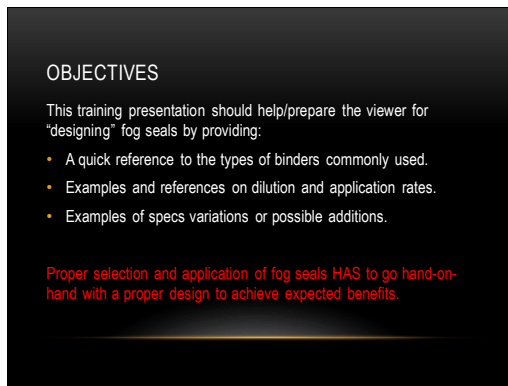 OBJECTIVES
This training presentation should help/prepare the viewer for
“designing” fog seals by providing:
• A quick reference to the types of binders commonly used.
• Examples and references on dilution and application rates.
• Examples of specs variations or possible additions.
Proper selection and application of fog seals HAS to go hand-on-
hand with a proper design to achieve expected benefits.